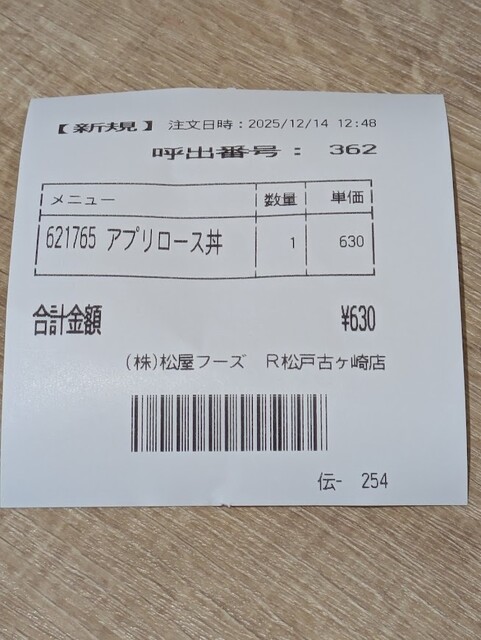 【新規】 注文日時：2025/12/14 12:48
呼出番号： 362
メニュー 数量 単価
621765 アプリロース丼 1 630
合計金額 ¥630
(株)松屋フーズ R松戸古ヶ崎店
伝- 254